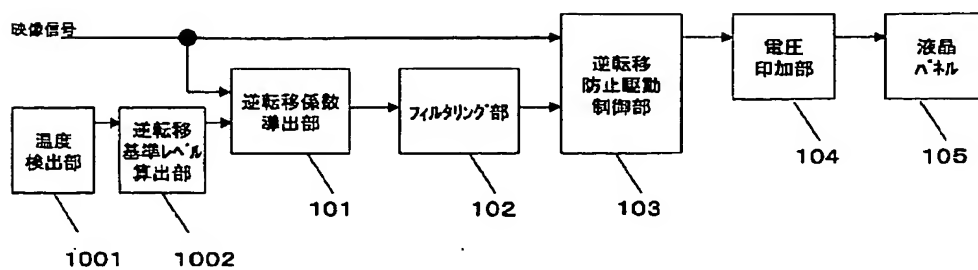 映像信号
温度
検出部
逆転移
基準レベル
算出部
逆転移係数
導出部
フィルタリング部
逆転移
防止駆動
制御部
電圧
印加部
液晶
パネル
1001
1002
101
102
103
104
105